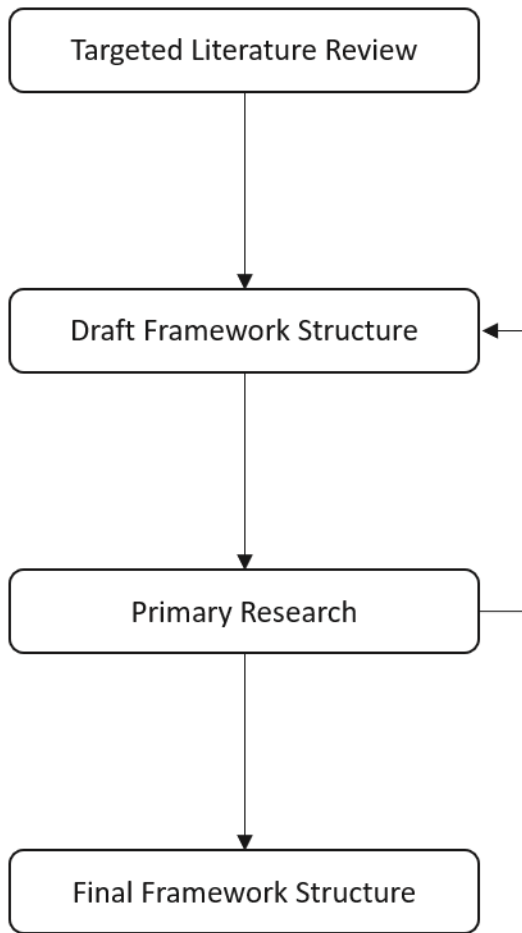 Targeted Literature Review
Draft Framework Structure
Primary Research
Final Framework Structure